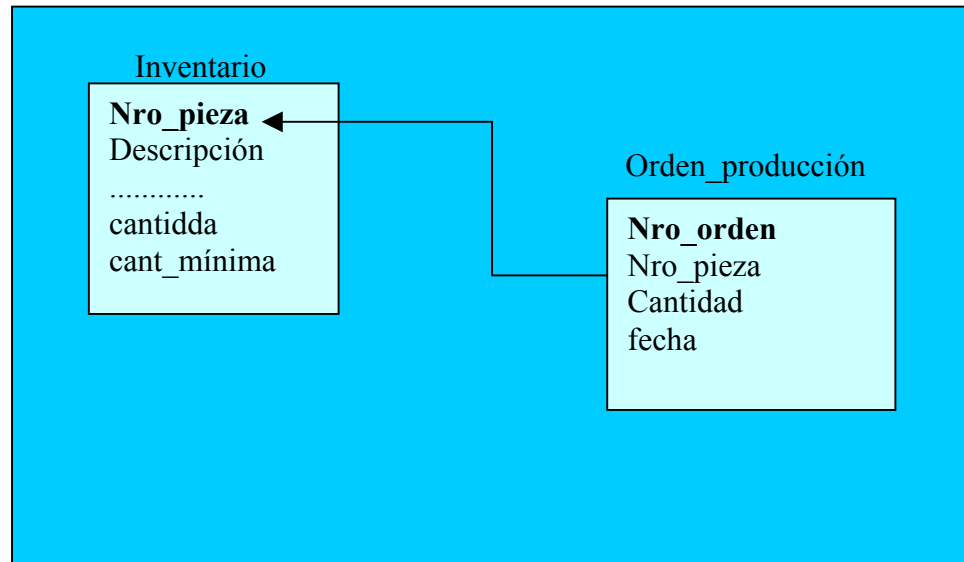 Inventario
Nro_pieza
Descripción
............
cantidda
cant_mínima
Orden_producción
Nro_orden
Nro_pieza
Cantidad
fecha